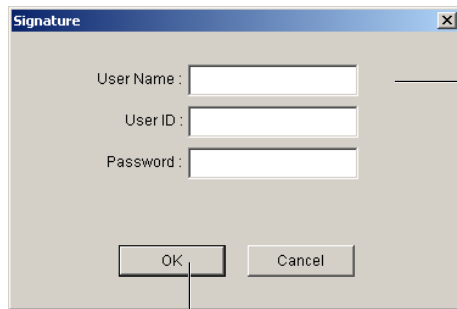 Signature
User Name :
User ID :
Password :
OK Cancel